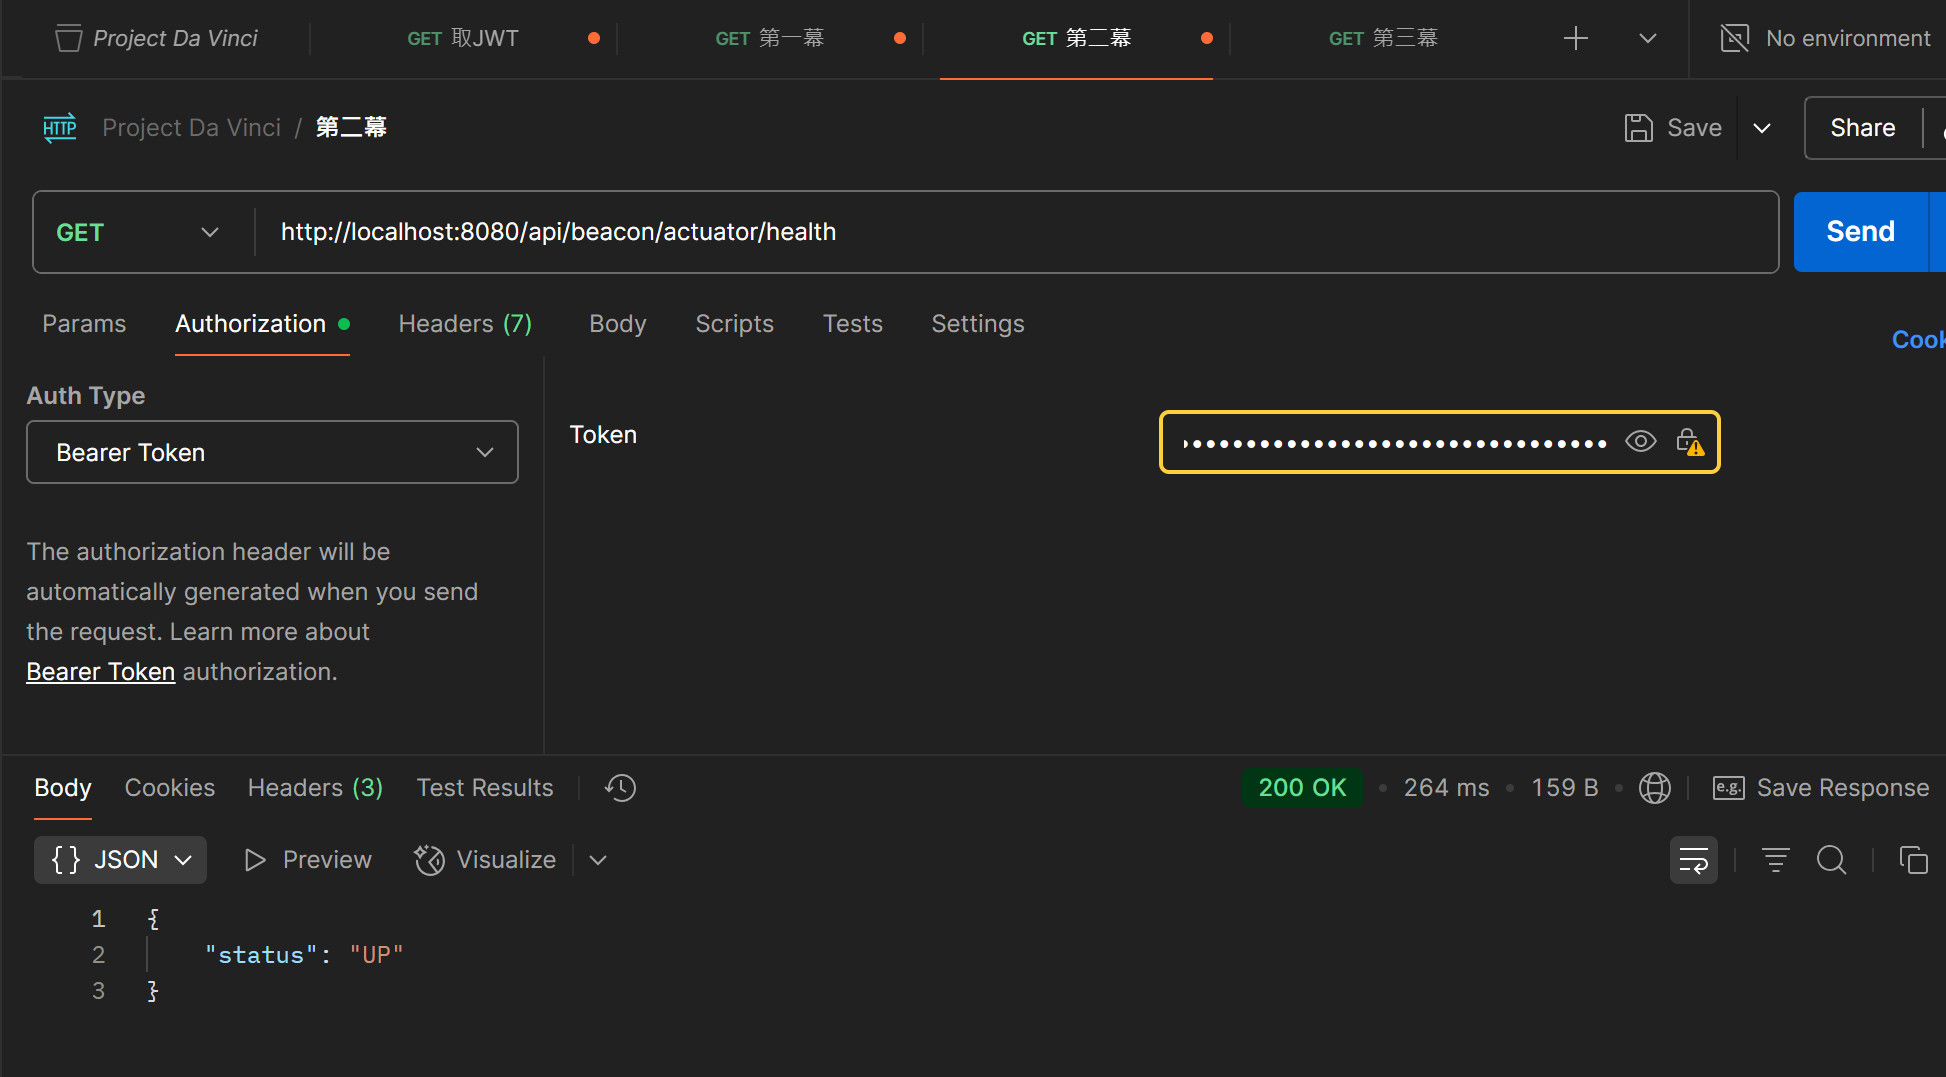 Project Da Vinci GET 取JWT GET 第一幕 GET 第二幕 GET 第三幕 No environment
HTTP Project Da Vinci / 第二幕 Save Share
GET http://localhost:8080/api/beacon/actuator/health Send
Params Authorization Headers (7) Body Scripts Tests Settings
Cook
Auth Type
Bearer Token
Token
The authorization header will be
automatically generated when you send
the request. Learn more about
Bearer Token authorization.
Body Cookies Headers (3) Test Results 200 OK • 264 ms • 159 B • e.g. Save Response
{} JSON Preview Visualize
1 {
2 "status": "UP"
3 }